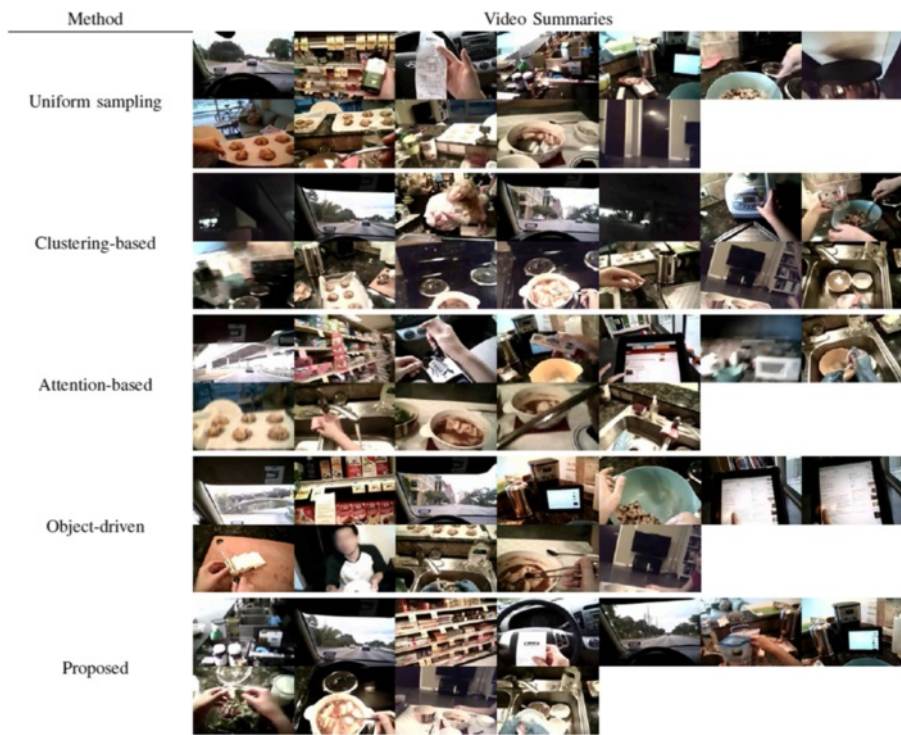 Method
Video Summaries
Uniform sampling
Clustering-based
Attention-based
Object-driven
Proposed